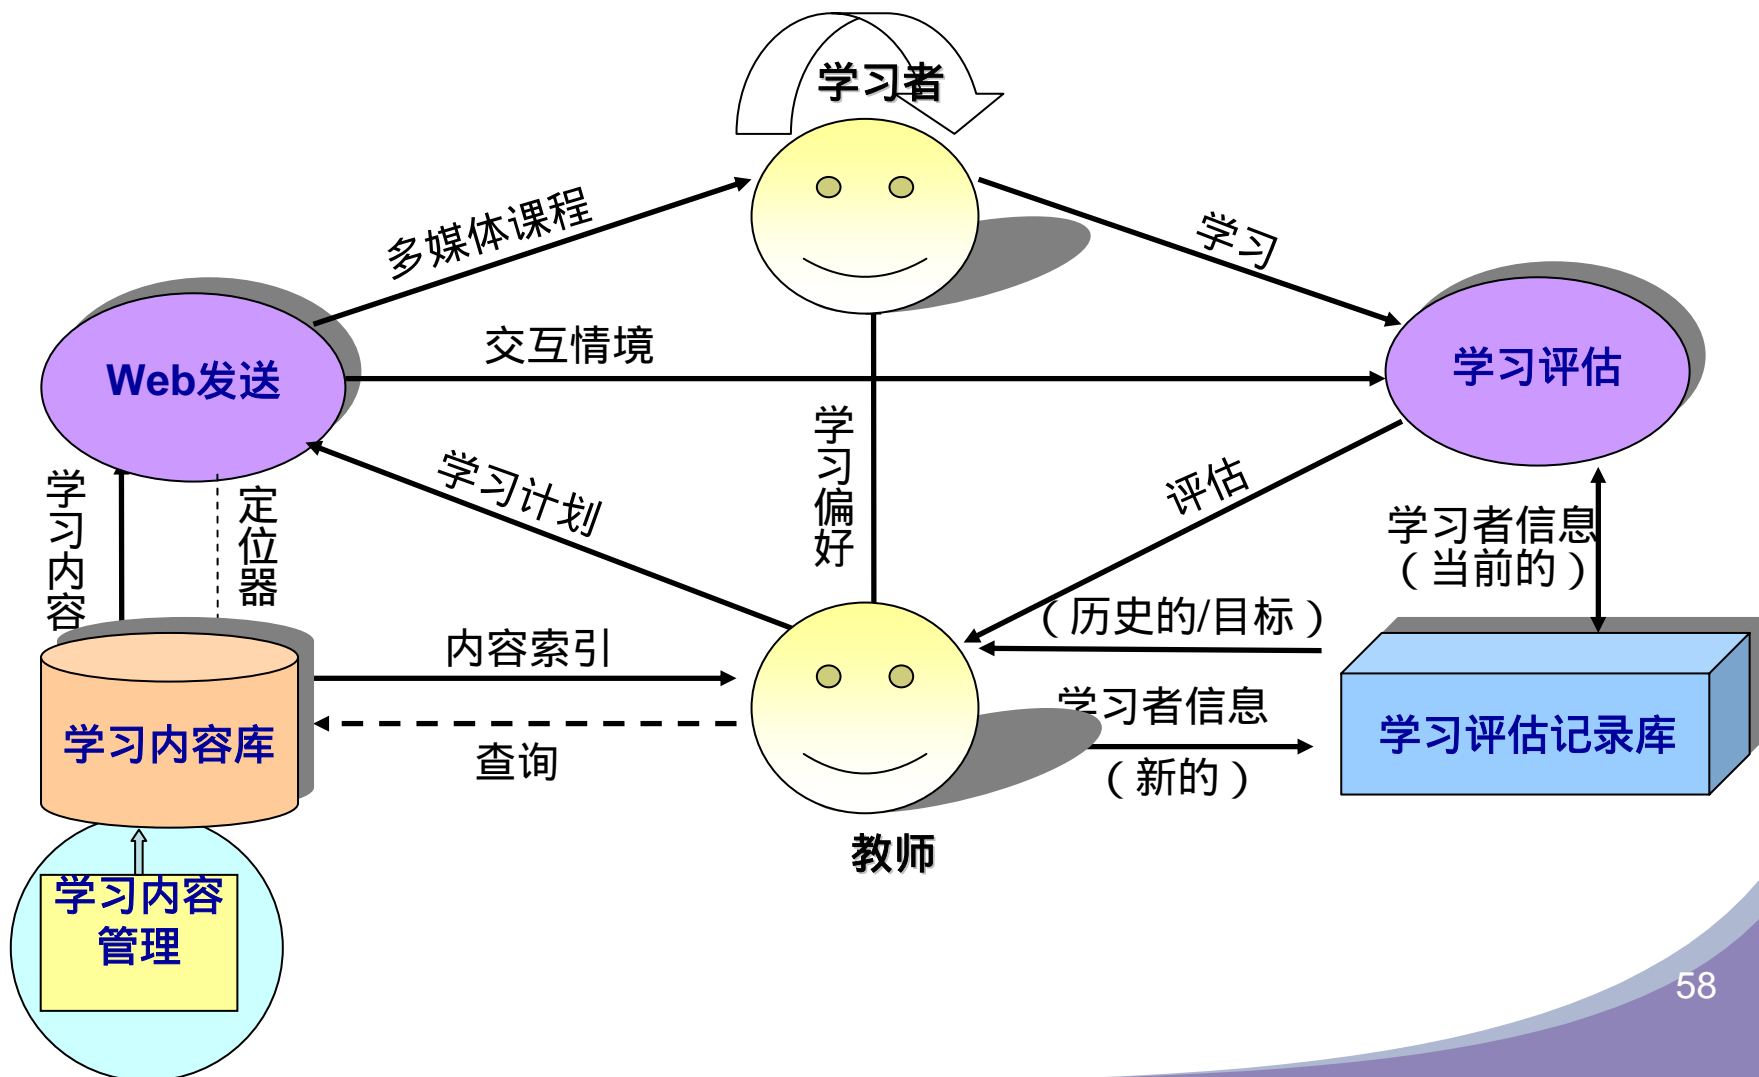 学习者
多媒体课程
学习
交互情境
Web发送
学习评估
学习偏好
学习计划
评估
学习内容
定位器
学习者信息
（当前的）
（历史的/目标）
内容索引
学习者信息
学习内容库
学习评估记录库
查询
（新的）
教师
学习内容
管理
58